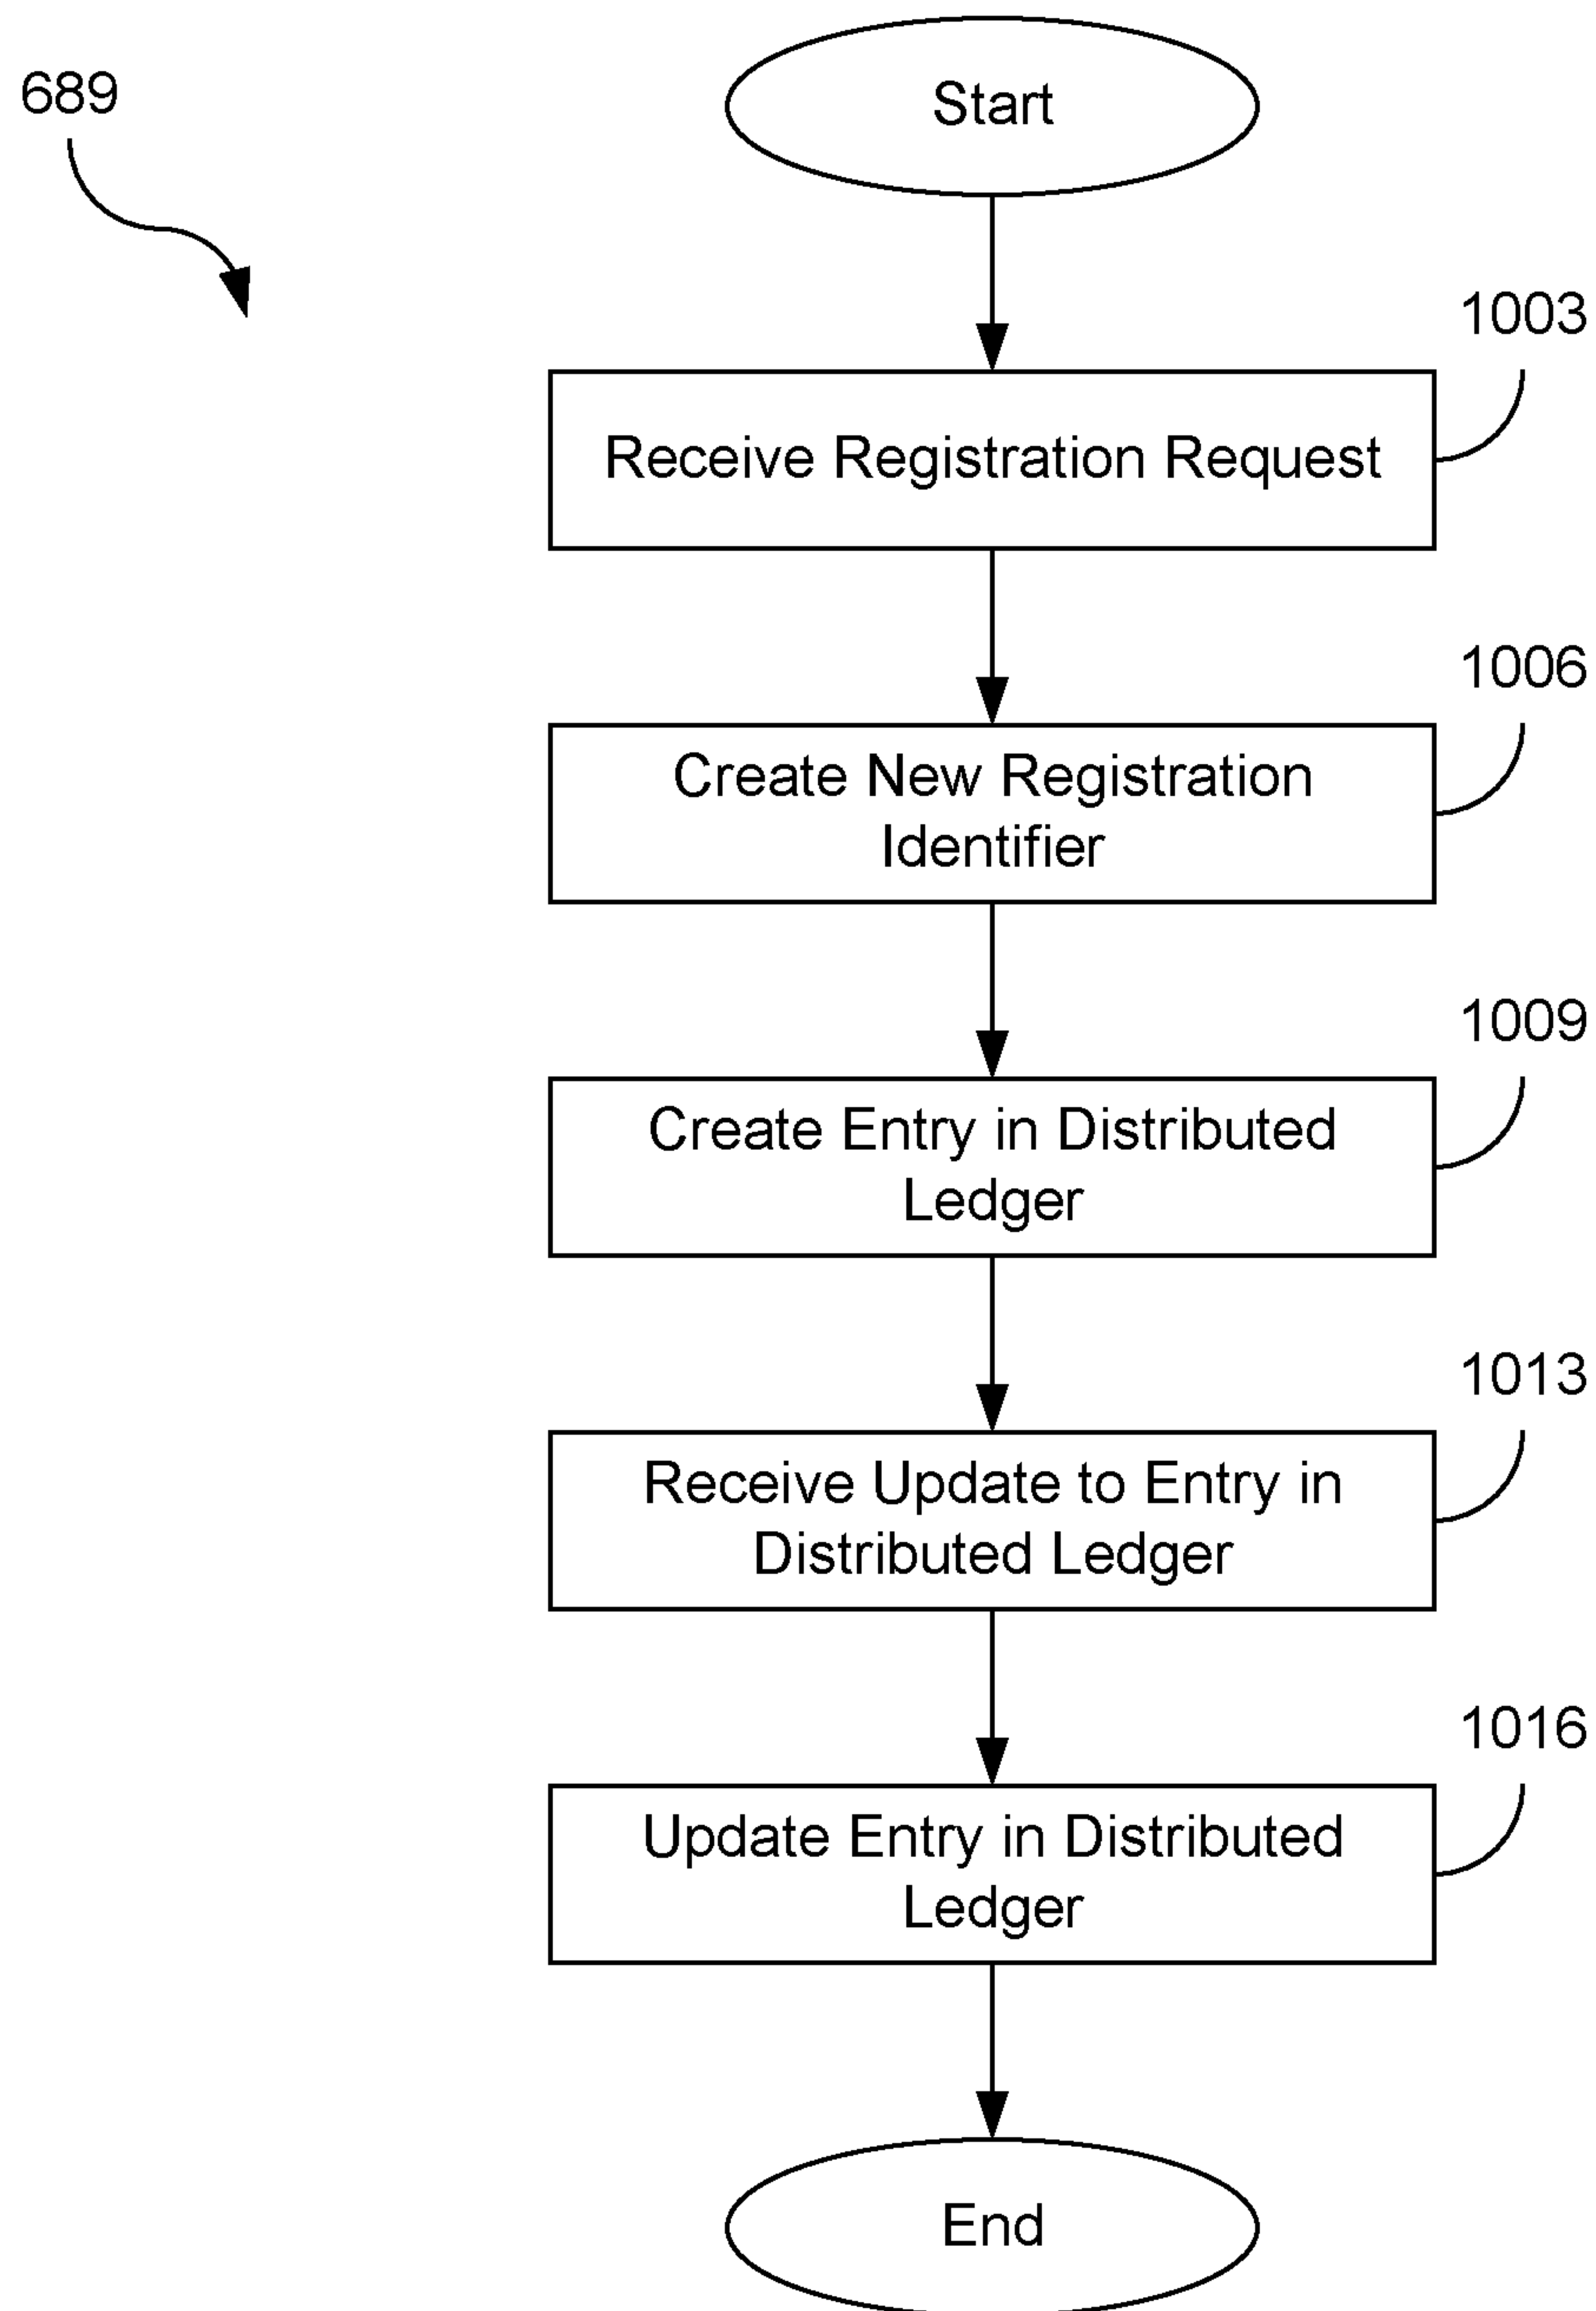 689
Start
1003
Receive Registration Request
1006
Create New Registration
Identifier
1009
Create Entry in Distributed
Ledger
1013
Receive Update to Entry in
Distributed Ledger
1016
Update Entry in Distributed
Ledger
End